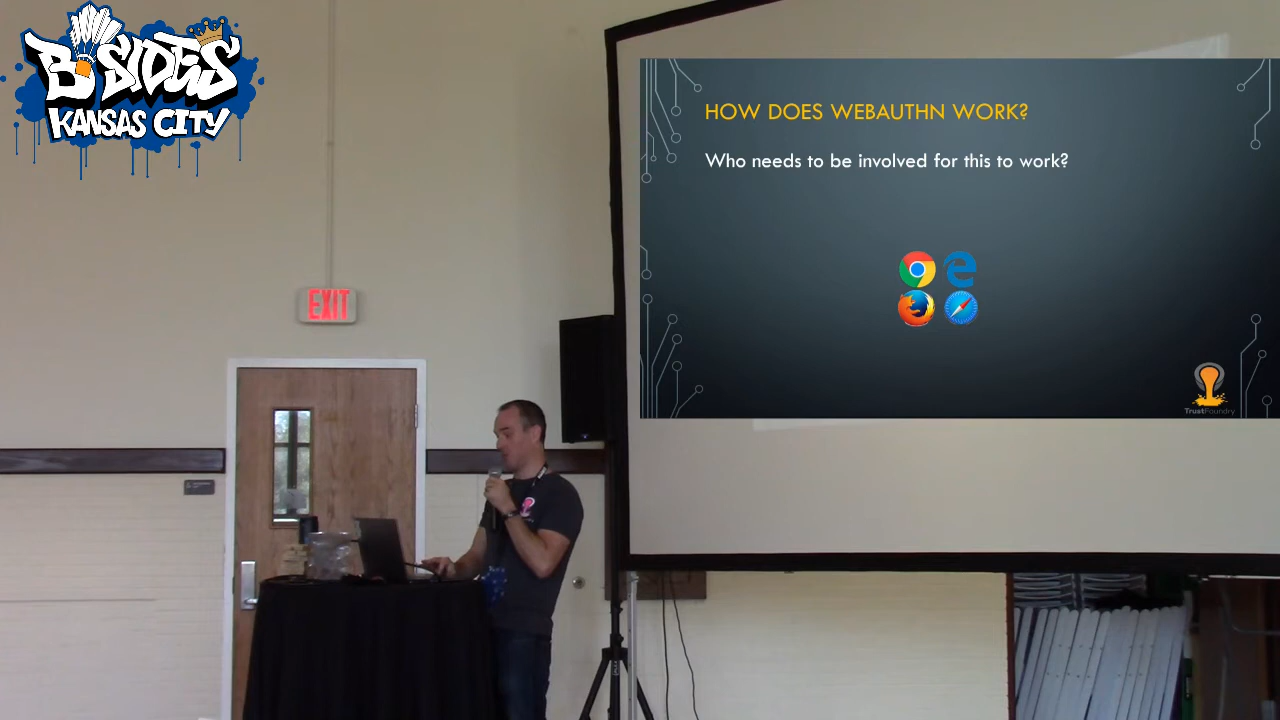 B·SIDES
KANSAS CITY
HOW DOES WEBAUTHN WORK?
Who needs to be involved for this to work?
EXIT
TrustFoundry